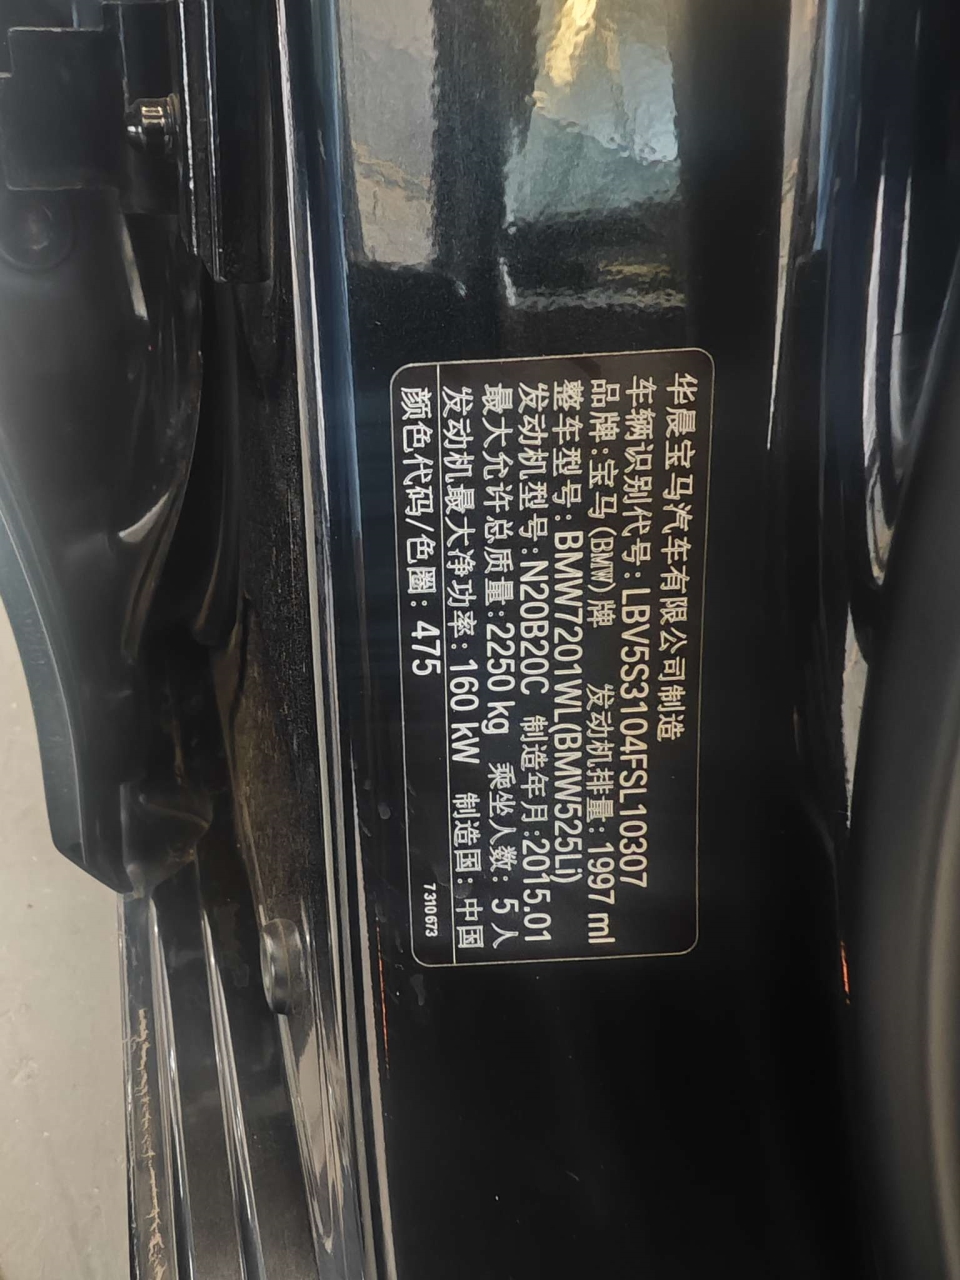 华晨宝马汽车有限公司制造
车辆识别代号:LBV5S3104FSL10307
品牌:宝马(BMW)牌 发动机排量:1997 ml
整车型号:BMW7201WL(BMW525Li)
发动机型号:N20B20C 制造年月:2015.01
最大允许总质量:2250 kg 乘坐人数: 5人
发动机最大净功率:160 kW 制造国: 中国
颜色代码/色圈: 475 7310673